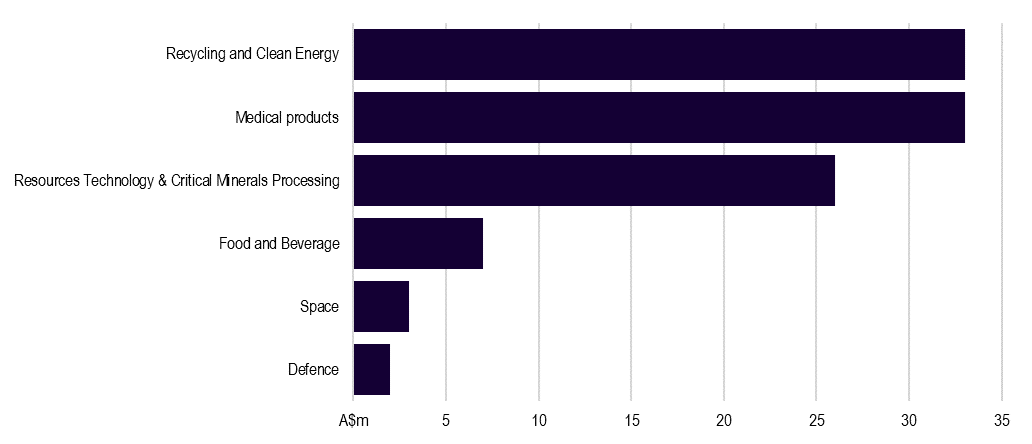 Recycling and Clean Energy
Medical products
Resources Technology & Critical Minerals Processing
Food and Beverage
Space
Defence
A$m 5 10 15 20 25 30 35